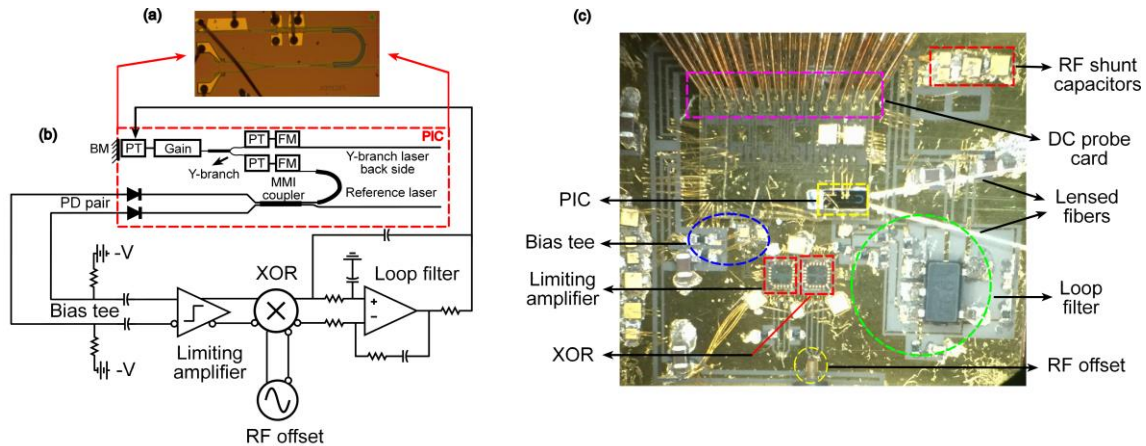 (a)
(b)
PIC
BM
PT
Gain
PT
FM
PT
FM
Y-branch laser
back side
Y-branch
MMI
coupler
Reference laser
PD pair
-V
Bias tee
-V
Limiting
amplifier
XOR
RF offset
Loop filter
+
−
(c)
RF shunt
capacitors
DC probe
card
PIC
Lensed
fibers
Bias tee
Limiting
amplifier
Loop
filter
XOR
RF offset